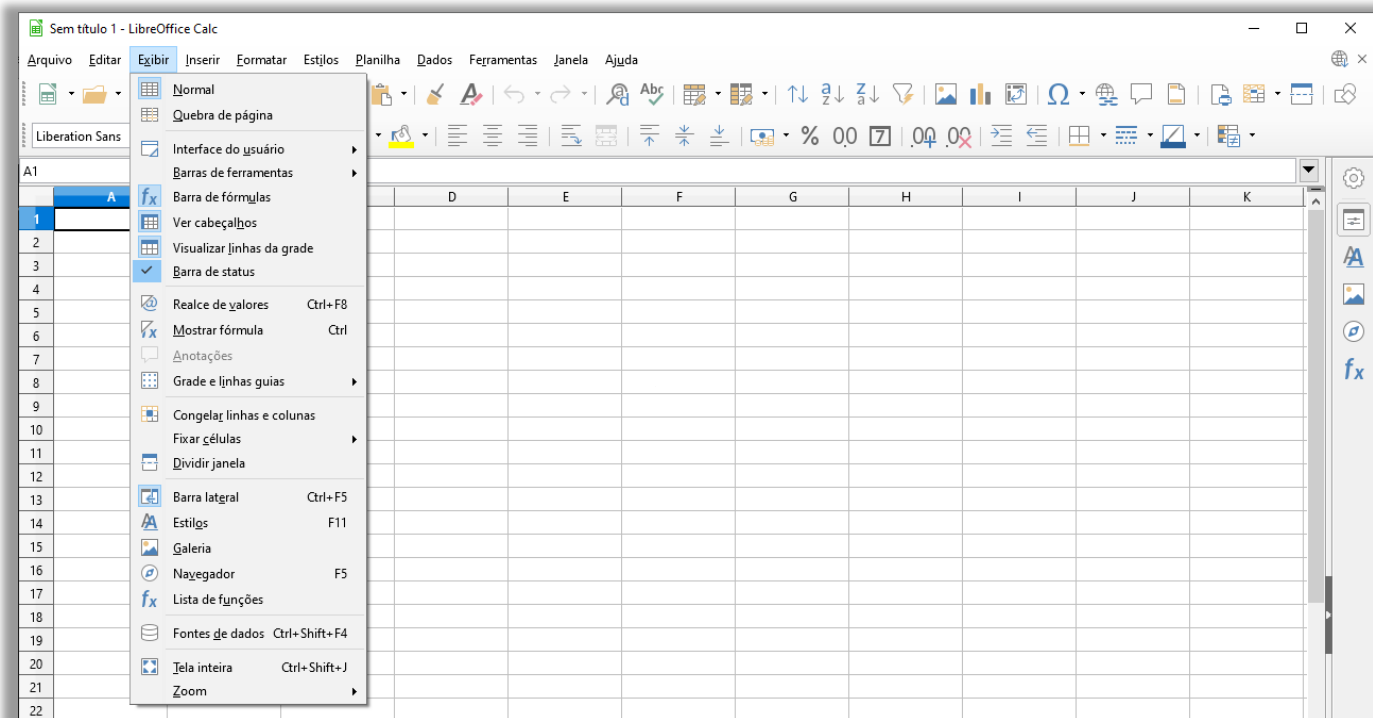 Sem título 1 - LibreOffice Calc
Arquivo Editar Exibir Inserir Formatar Estilos Planilha Dados Ferramentas Janela Ajuda
Normal
Abc
Quebra de página
Liberation Sans
% 00 7 .00 .00
Interface do usuário
A1
Barras de ferramentas
A D E F G H I J K
Barra de fórmulas
1
Ver cabeçalhos
2
Visualizar linhas da grade
3
Barra de status
4
Realce de valores Ctrl+F8
5
Mostrar fórmula Ctrl
6
Anotações
7
Grade e linhas guias
8
9
Congelar linhas e colunas
10
Fixar células
11
Dividir janela
12
Barra lateral Ctrl+F5
13
Estilos F11
14
Galeria
15
Navegador F5
16
Lista de funções
17
18
Fontes de dados Ctrl+Shift+F4
19
Tela inteira Ctrl+Shift+J
20
Zoom
21
22